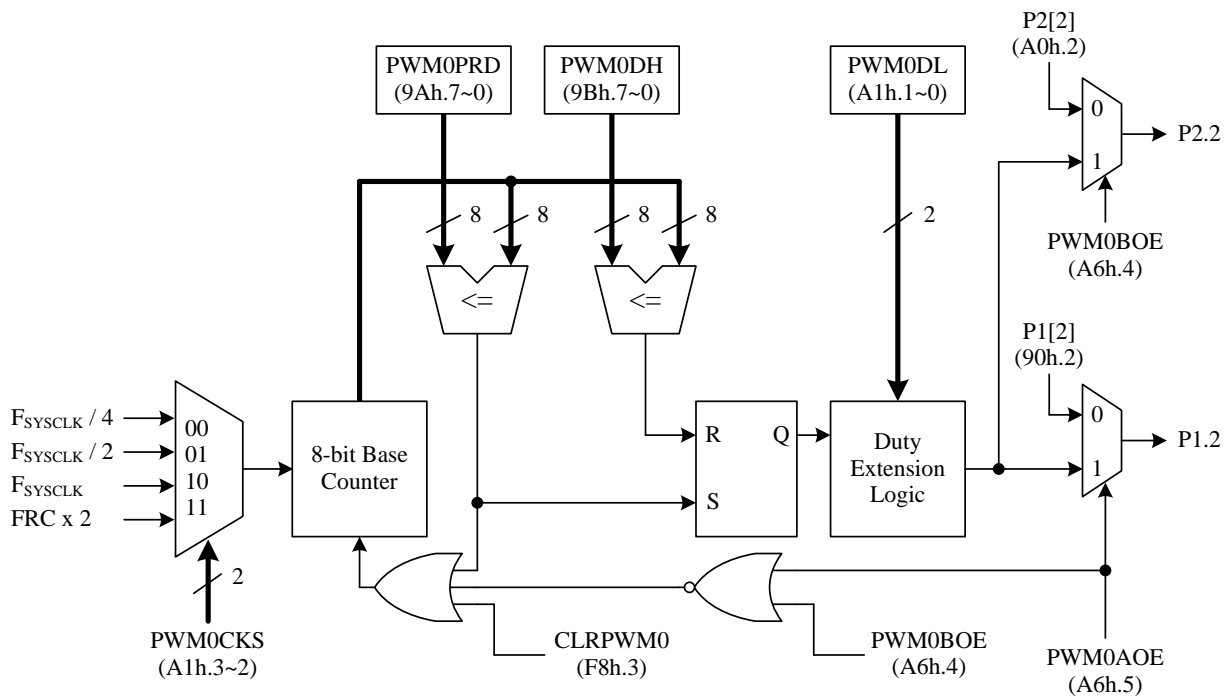 P2[2]
(A0h.2)
PWM0PRD
(9Ah.7~0)
PWM0DH
(9Bh.7~0)
PWM0DL
(A1h.1~0)
0
1
P2.2
8
8
8
8
2
PWM0BOE
(A6h.4)
<=
<=
P1[2]
(90h.2)
FSYSCLK / 4
FSYSCLK / 2
FSYSCLK
FRC x 2
00
01
10
11
8-bit Base
Counter
R
Q
S
Duty
Extension
Logic
0
1
P1.2
2
PWM0CKS
(A1h.3~2)
CLRPWM0
(F8h.3)
PWM0BOE
(A6h.4)
PWM0AOE
(A6h.5)